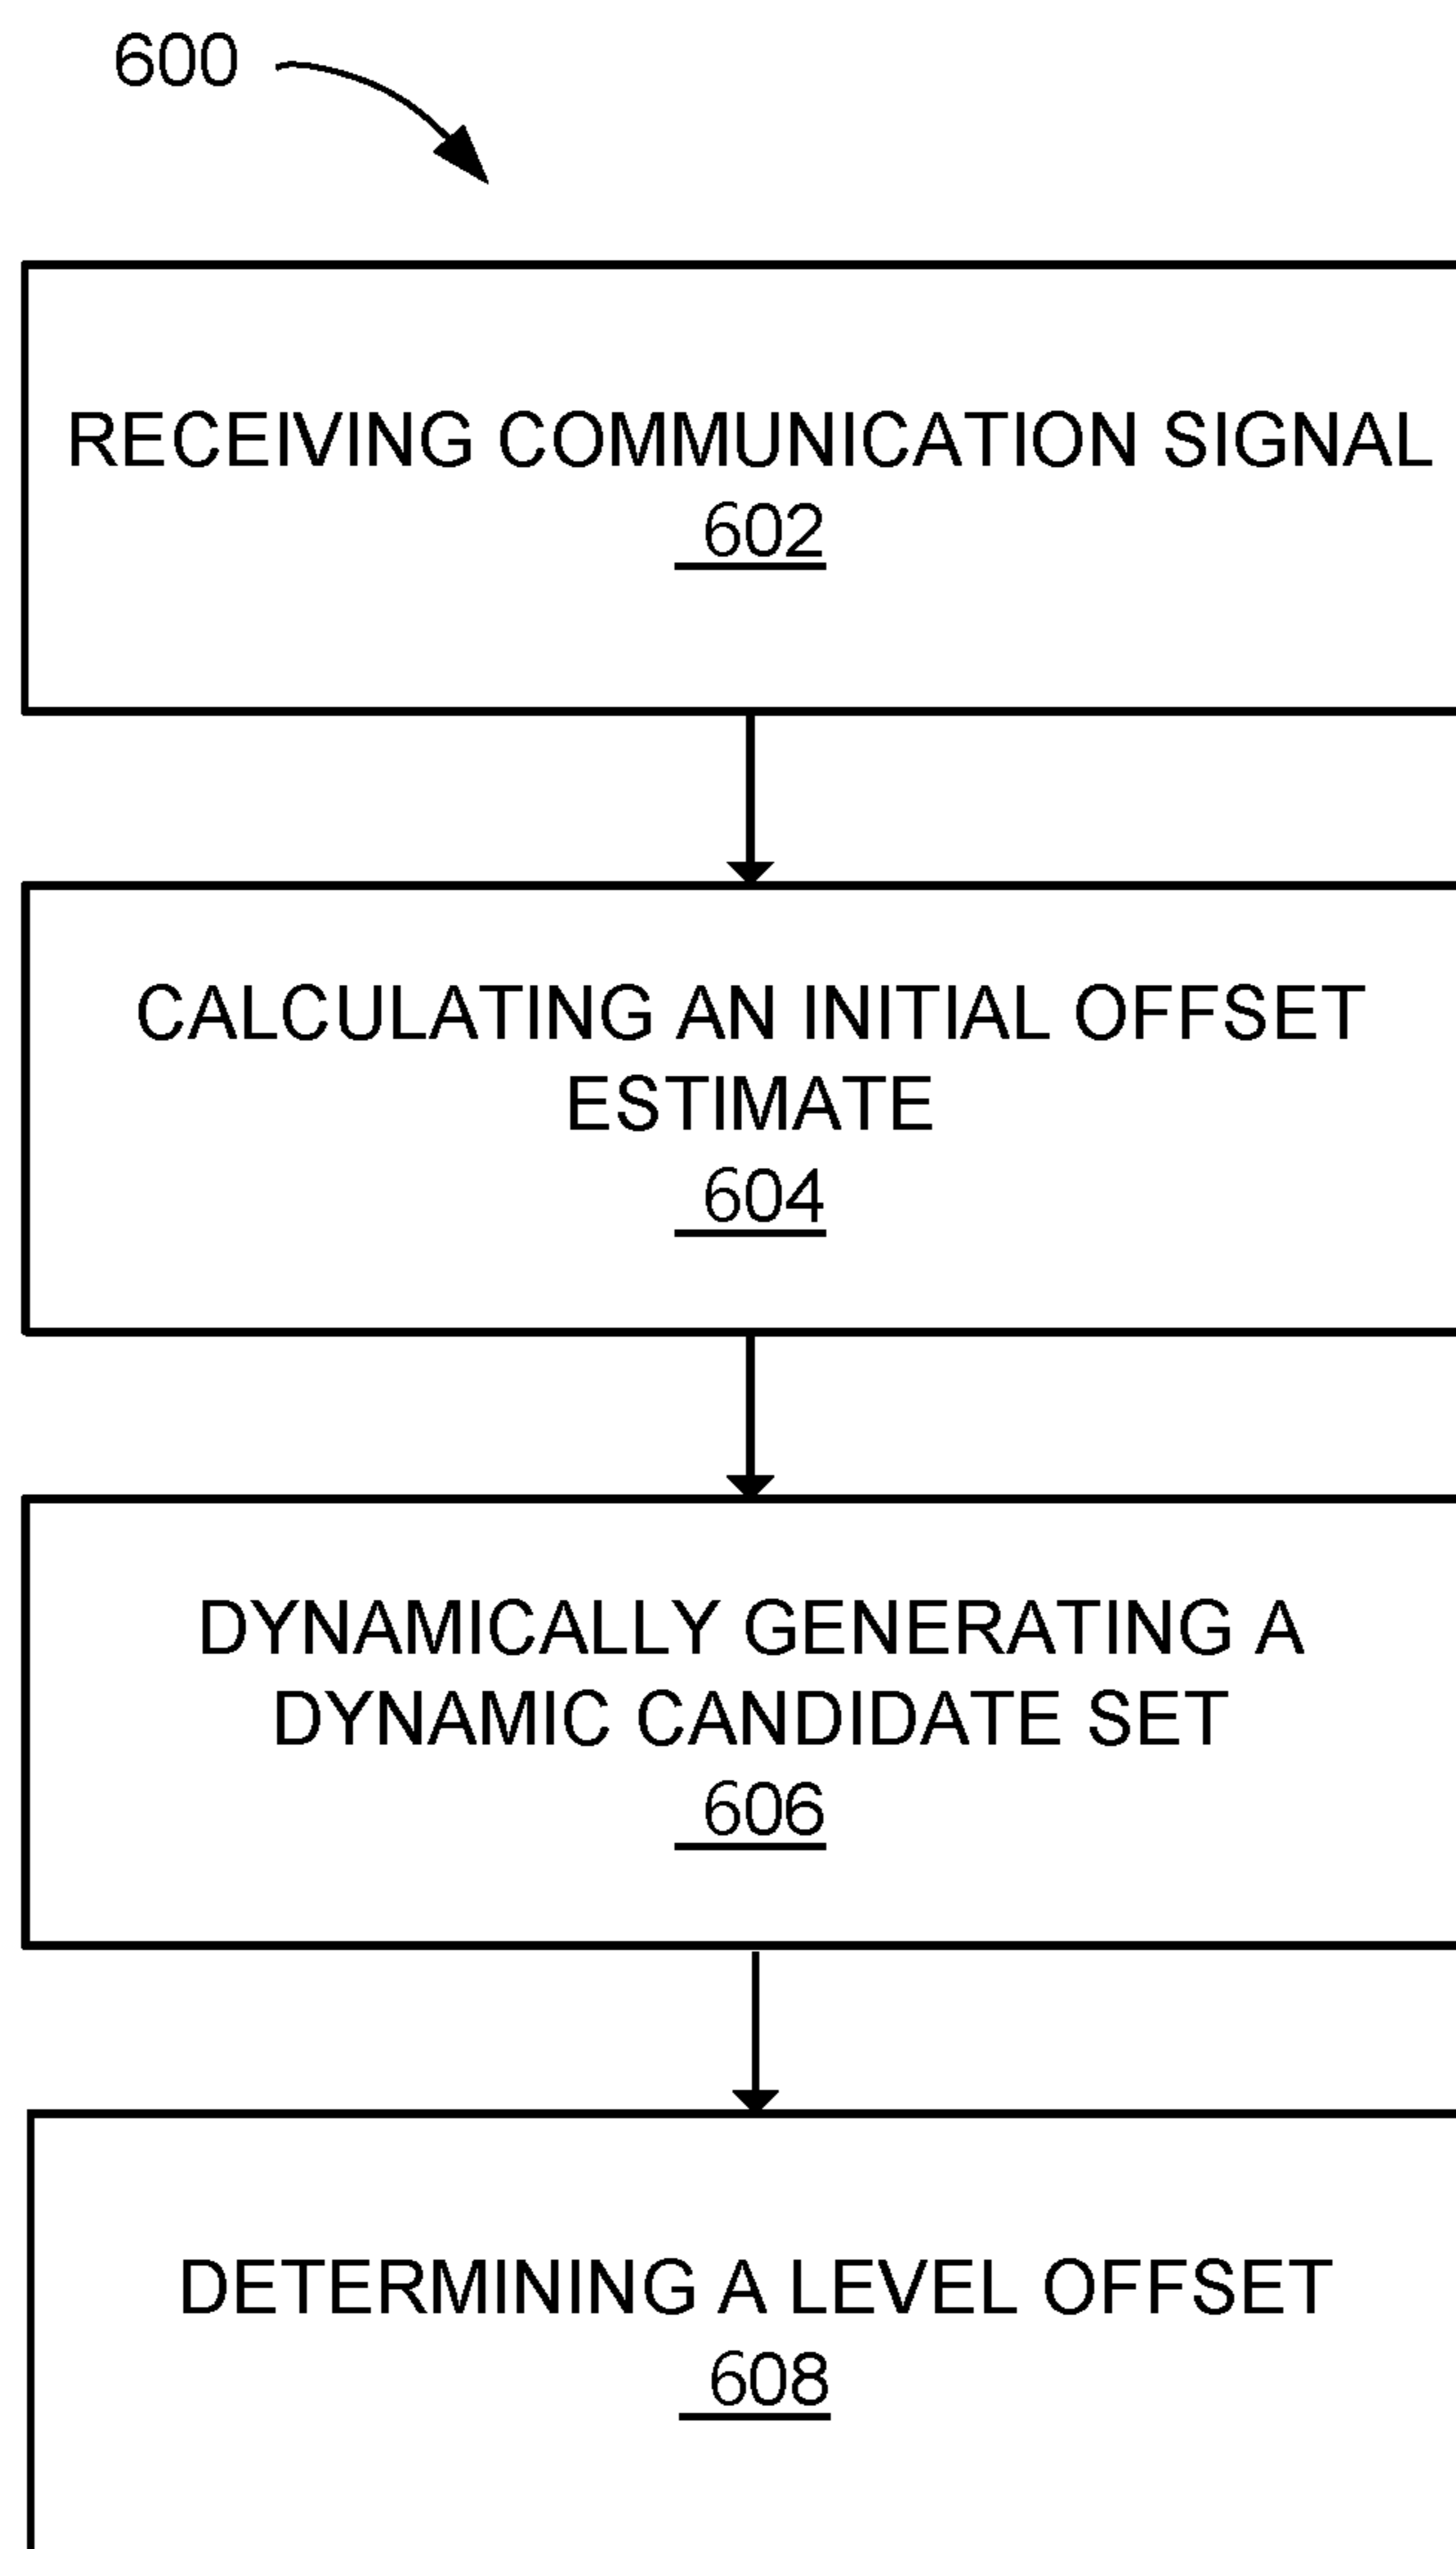 600
RECEIVING COMMUNICATION SIGNAL
602
CALCULATING AN INITIAL OFFSET
ESTIMATE
604
DYNAMICALLY GENERATING A
DYNAMIC CANDIDATE SET
606
DETERMINING A LEVEL OFFSET
608